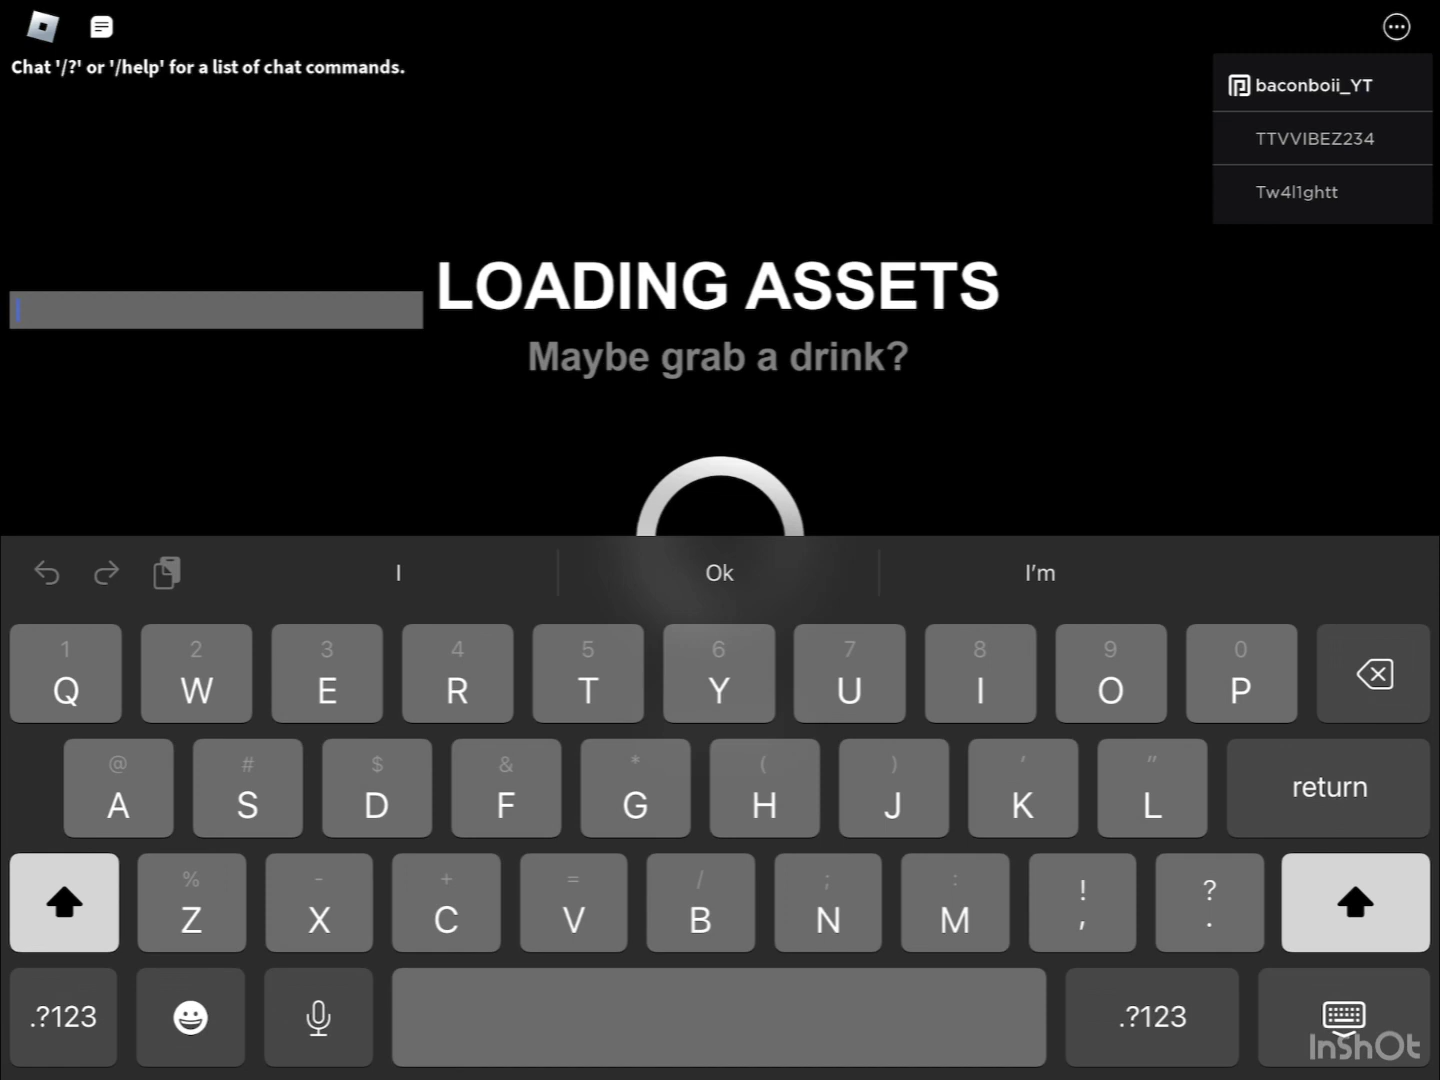 Chat '/?' or '/help' for a list of chat commands.
baconboii_YT
TTVVIBEZ234
Tw4l1ghtt
LOADING ASSETS
Maybe grab a drink?
I Ok I'm
1 2 3 4 5 6 7 8 9 0
Q W E R T Y U I O P
@ # $ & * ( ) ' "
A S D F G H J K L return
% - + = / ; : ! ?
Z X C V B N M , .
.?123 .?123
InShOt